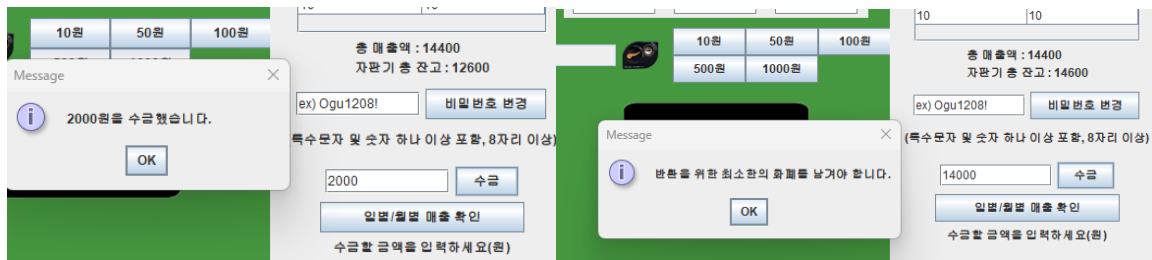 10 10
10원 50원 100원
총 매출액 : 14400
자판기 총 잔고 : 12600
Message
2000원을 수금했습니다.
OK
ex) Ogu1208! 비밀번호 변경
(특수문자 및 숫자 하나 이상 포함, 8자리 이상)
2000 수금
일별/월별 매출 확인
수금할 금액을 입력하세요(원)
10 10
10원 50원 100원
500원 1000원
총 매출액 : 14400
자판기 총 잔고 : 14600
ex) Ogu1208! 비밀번호 변경
Message
반환을 위한 최소한의 화폐를 남겨야 합니다.
OK
(특수문자 및 숫자 하나 이상 포함, 8자리 이상)
14000 수금
일별/월별 매출 확인
수금할 금액을 입력하세요(원)